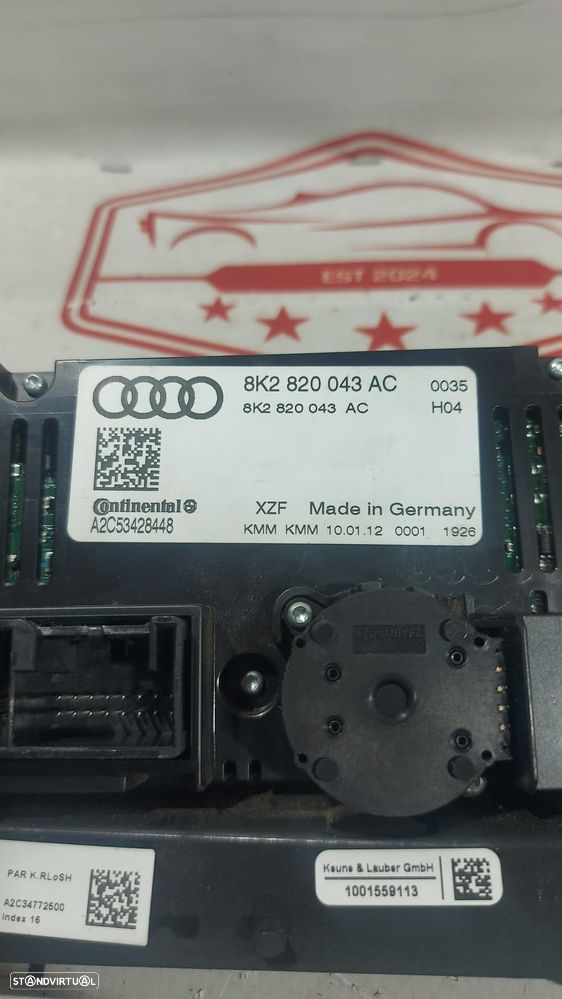 EST 2024
8K2 820 043 AC 0035
8K2 820 043 AC H04
Continental
A2C53428448
XZF Made in Germany
KMM KMM 10.01.12 0001 1926
PAR K.RLoSH
A2C34772500
Index 16
Keune & Lauber GmbH
1001559113
STANDVIRTUAL